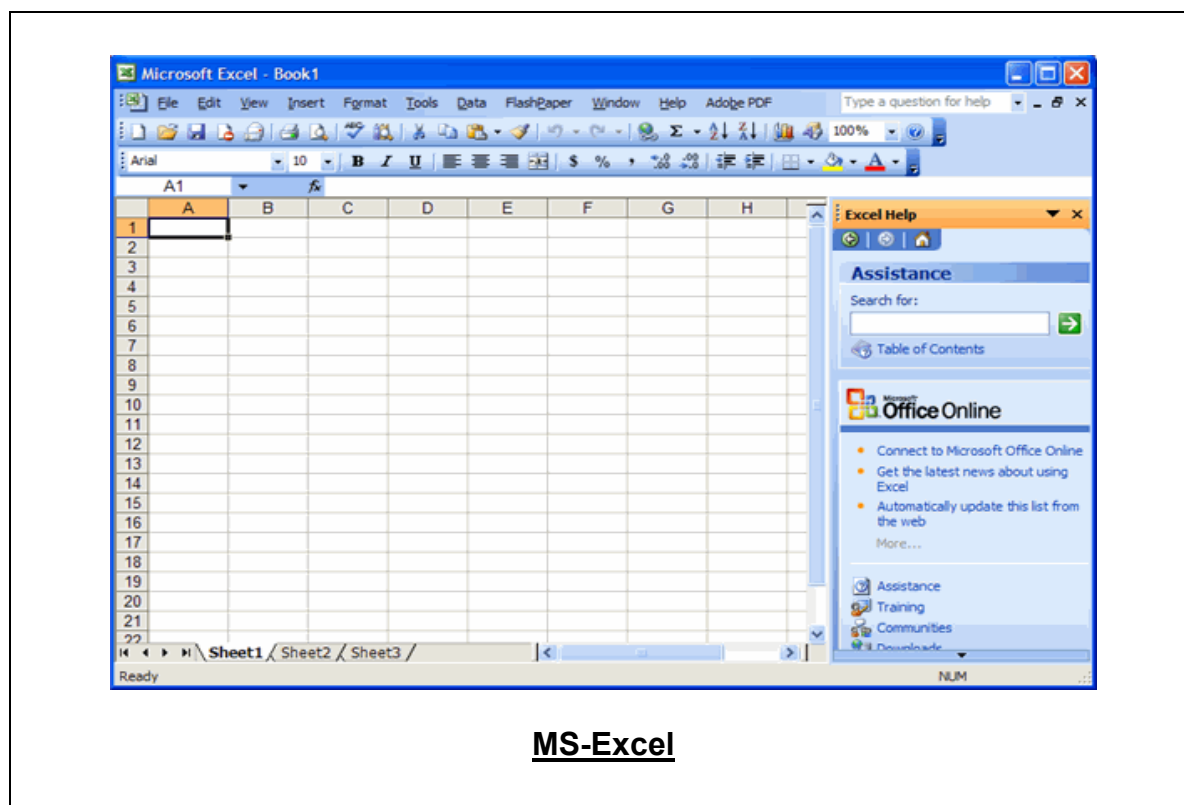 Microsoft Excel - Book1
File Edit View Insert Format Tools Data FlashPaper Window Help Adobe PDF Type a question for help
100%
Arial 10 B I U $ % , A
A1 fx
A B C D E F G H
1
2
3
4
5
6
7
8
9
10
11
12
13
14
15
16
17
18
19
20
21
22
Sheet1 Sheet2 Sheet3
Ready NUM
Excel Help
Assistance
Search for:
Table of Contents
Microsoft
Office Online
Connect to Microsoft Office Online
Get the latest news about using
Excel
Automatically update this list from
the web
More...
Assistance
Training
Communities
Downloads
MS-Excel